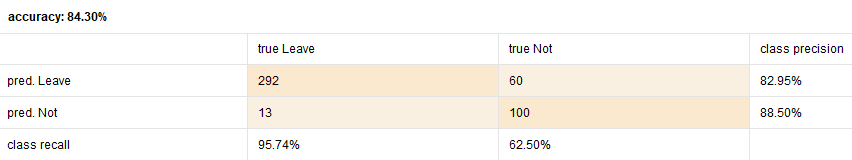 accuracy: 84.30%
true Leave true Not class precision
pred. Leave 292 60 82.95%
pred. Not 13 100 88.50%
class recall 95.74% 62.50%